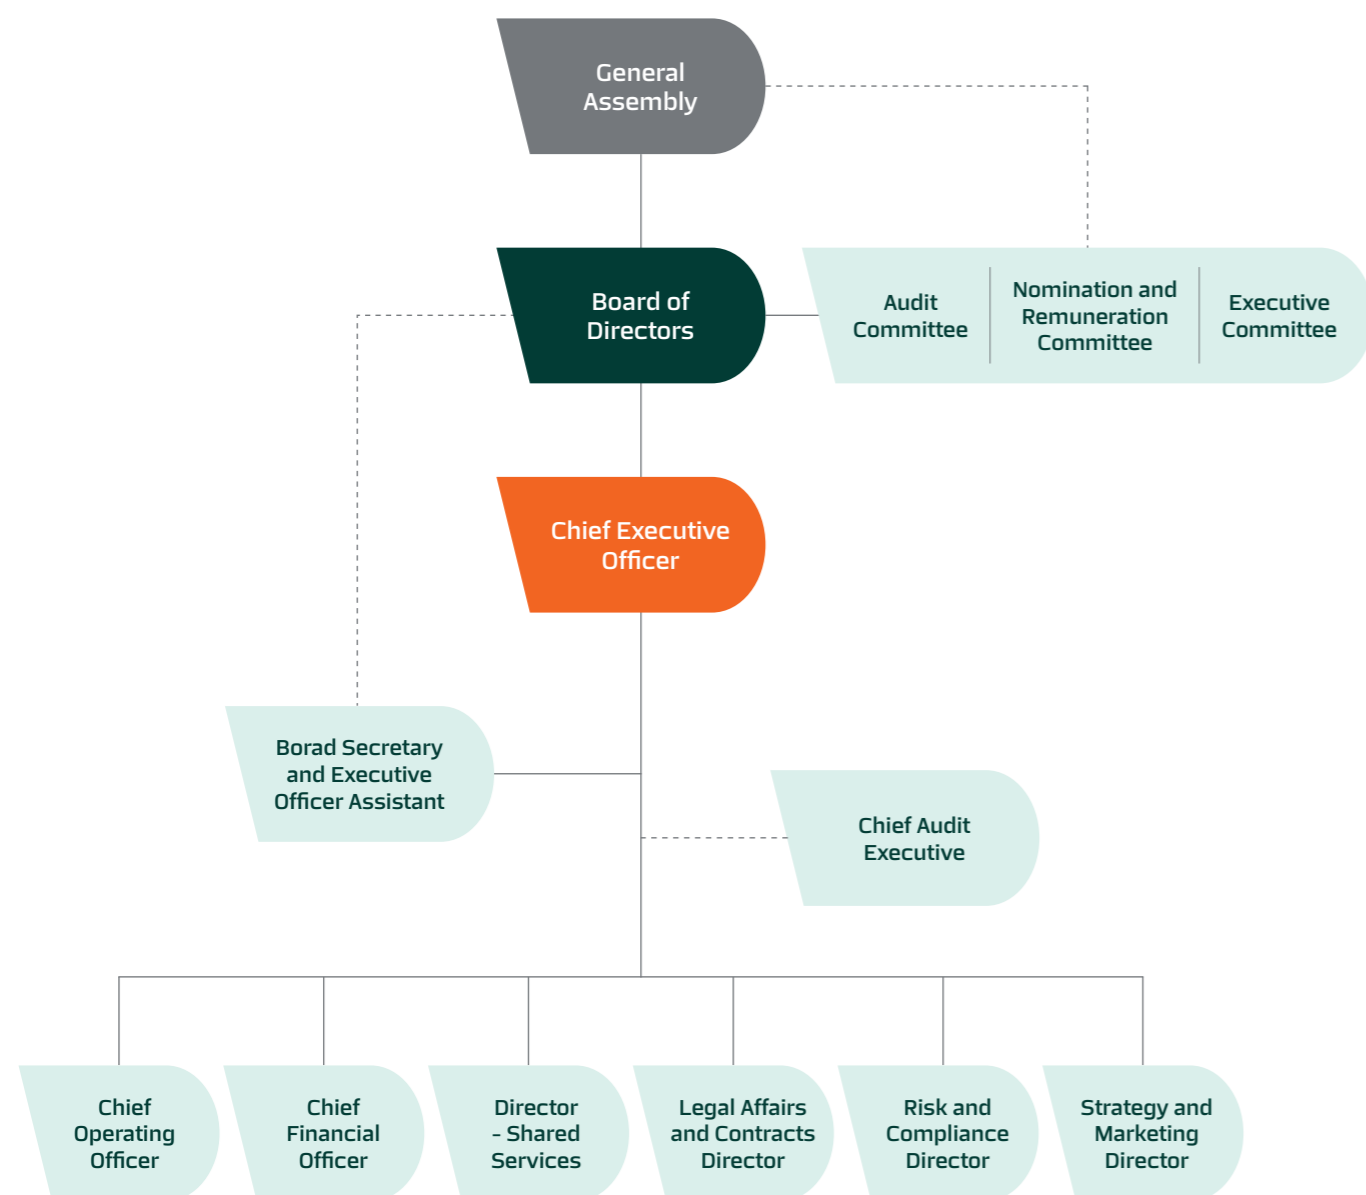 General
Assembly
Board of
Directors
Audit
Committee
Nomination and
Remuneration
Committee
Executive
Committee
Chief Executive
Officer
Borad Secretary
and Executive
Officer Assistant
Chief Audit
Executive
Chief
Operating
Officer
Chief
Financial
Officer
Director
- Shared
Services
Legal Affairs
and Contracts
Director
Risk and
Compliance
Director
Strategy and
Marketing
Director